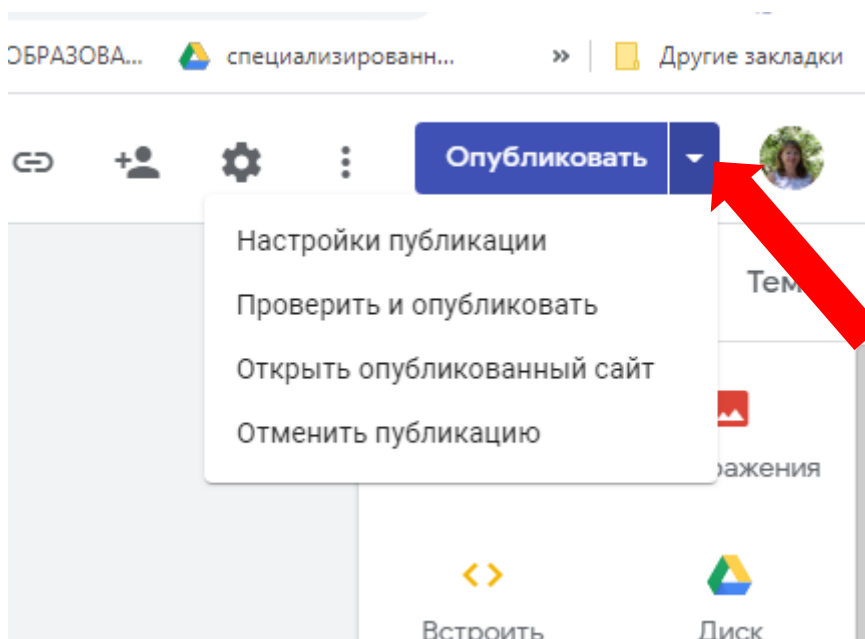 ОБРАЗОВА... специализированн... » Другие закладки
Опубликовать
Настройки публикации
Тем
Проверить и опубликовать
Открыть опубликованный сайт
Отменить публикацию
ражения
Встроить Диск